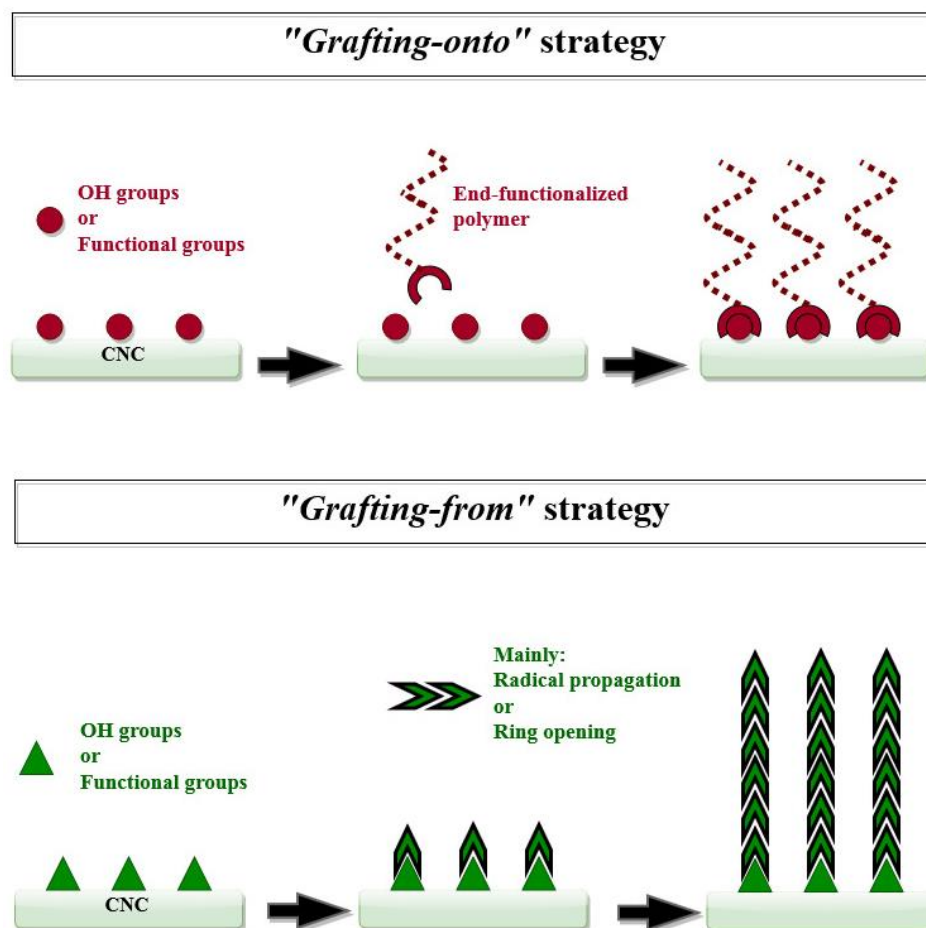 "Grafting-onto" strategy
OH groups
or
Functional groups
End-functionalized
polymer
CNC
"Grafting-from" strategy
Mainly:
Radical propagation
or
Ring opening
OH groups
or
Functional groups
CNC